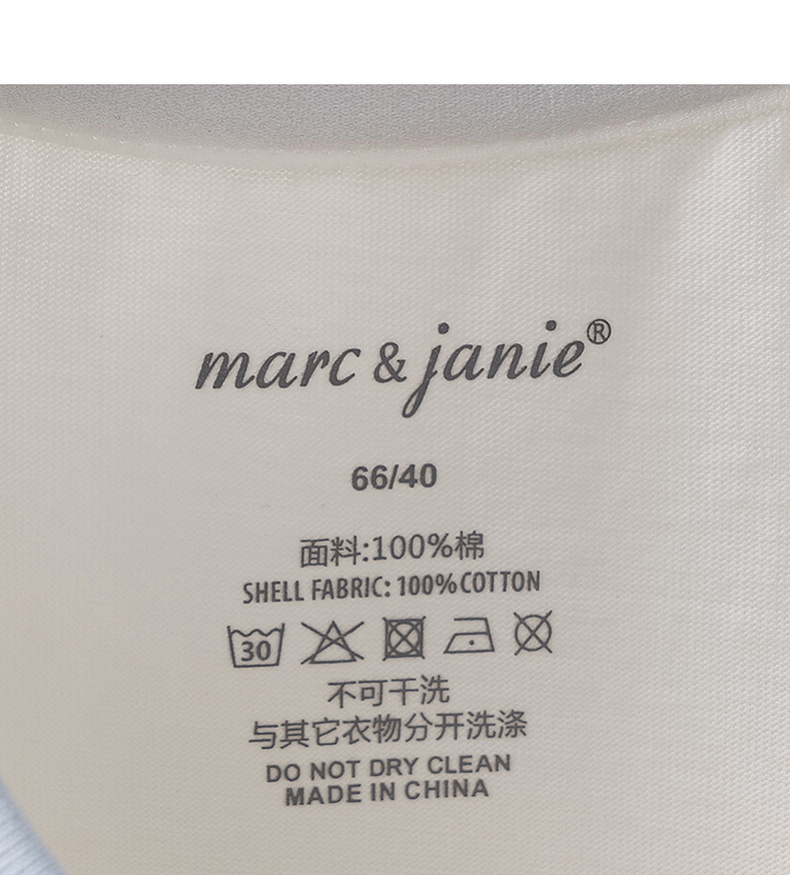 marc & janie®
66/40
面料:100%棉
SHELL FABRIC: 100%COTTON
30
不可干洗
与其它衣物分开洗涤
DO NOT DRY CLEAN
MADE IN CHINA